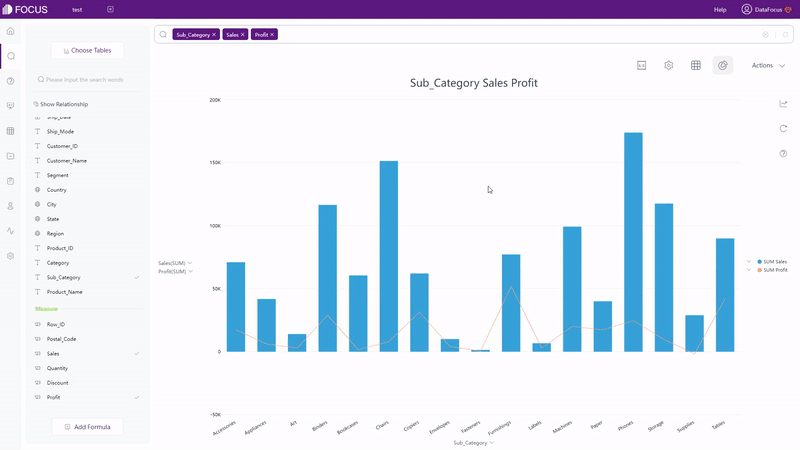 FOCUS
test
Help
DataFocus
Sub_Category ×
Sales ×
Profit ×
Choose Tables
Please input the search words
Show Relationship
Ship_Date
Ship_Mode
Customer_ID
Customer_Name
Segment
Country
City
State
Region
Product_ID
Category
Sub_Category
Product_Name
Measure
Row_ID
Postal_Code
Sales
Quantity
Discount
Profit
Add Formula
Actions
Sub_Category Sales Profit
200K
150K
100K
50K
0
-50K
Sales(SUM)
Profit(SUM)
SUM Sales
SUM Profit
Accessories
Appliances
Art
Binders
Bookcases
Chairs
Copiers
Envelopes
Fasteners
Furnishings
Labels
Machines
Paper
Phones
Storage
Supplies
Tables
Sub_Category